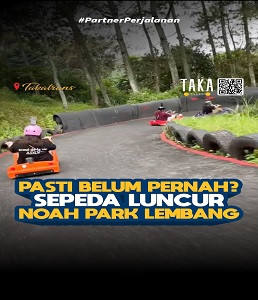 #PartnerPerjalanan
Takatrans
TAKA
PASTI BELUM PERNAH?
SEPEDA LUNCUR
NOAH PARK LEMBANG